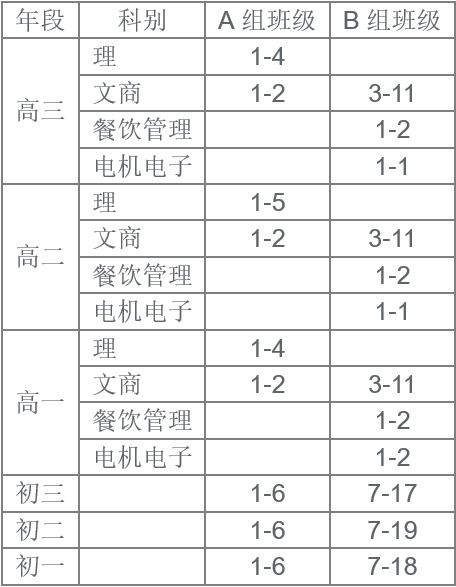 年段 科别 A 组班级 B 组班级
高三 理 1-4
文商 1-2 3-11
餐饮管理 1-2
电机电子 1-1
高二 理 1-5
文商 1-2 3-11
餐饮管理 1-2
电机电子 1-1
高一 理 1-4
文商 1-2 3-11
餐饮管理 1-2
电机电子 1-2
初三 1-6 7-17
初二 1-6 7-19
初一 1-6 7-18